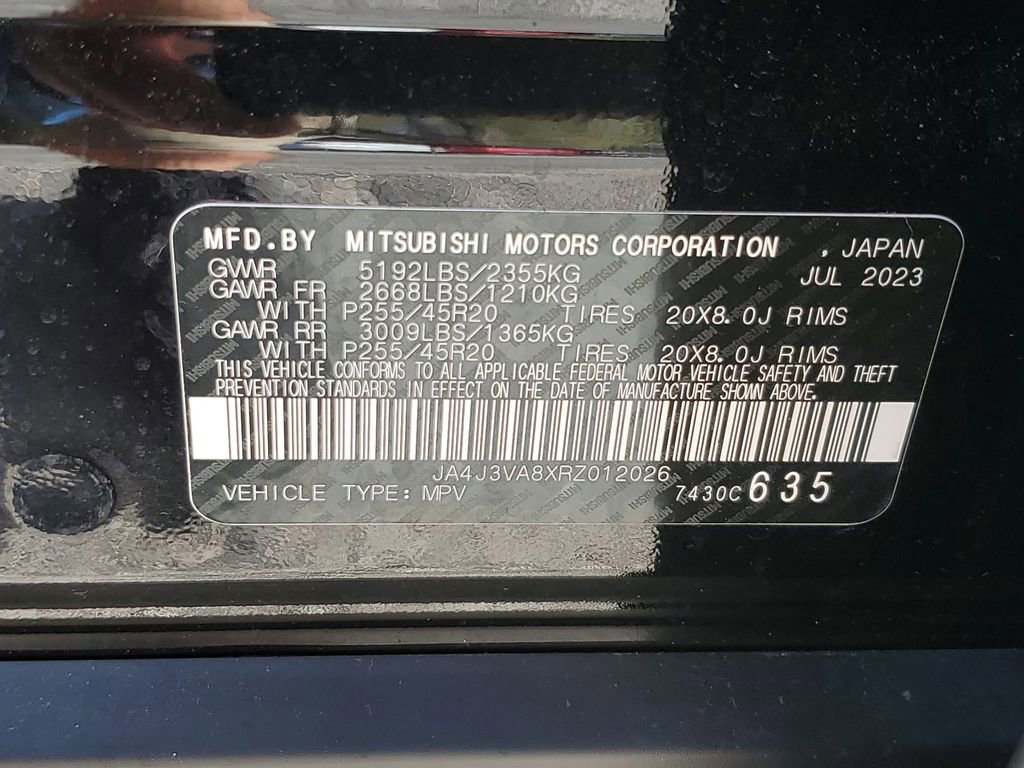 MFD.BY MITSUBISHI MOTORS CORPORATION , JAPAN
GVWR 5192LBS/2355KG JUL 2023
GAWR FR 2668LBS/1210KG
WITH P255/45R20 TIRES 20X8.0J RIMS
GAWR RR 3009LBS/1365KG
WITH P255/45R20 TIRES 20X8.0J RIMS
THIS VEHICLE CONFORMS TO ALL APPLICABLE FEDERAL MOTOR VEHICLE SAFETY AND THEFT
PREVENTION STANDARDS IN EFFECT ON THE DATE OF MANUFACTURE SHOWN ABOVE.
JA4J3VA8XRZ012026
VEHICLE TYPE: MPV 7430C 635